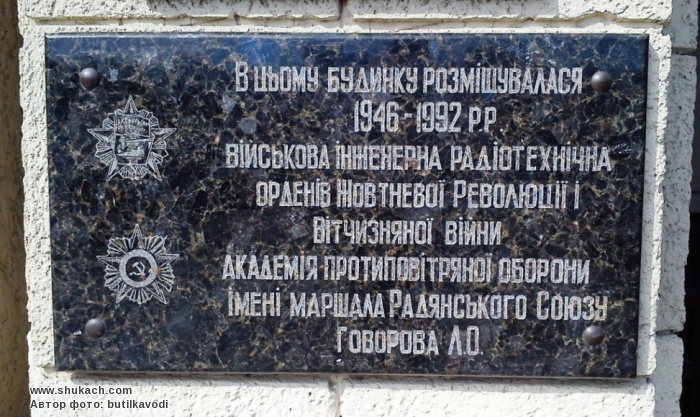 В цьому будинку розміщувалася
1946-1992 р.р.
військова інженерна радіотехнічна
орденів Жовтневої Революції і
Вітчизняної війни
академія протиповітряної оборони
імені маршала Радянського Союзу
Говорова Л.О.
www.shukach.com
Автор фото: butilkavodi